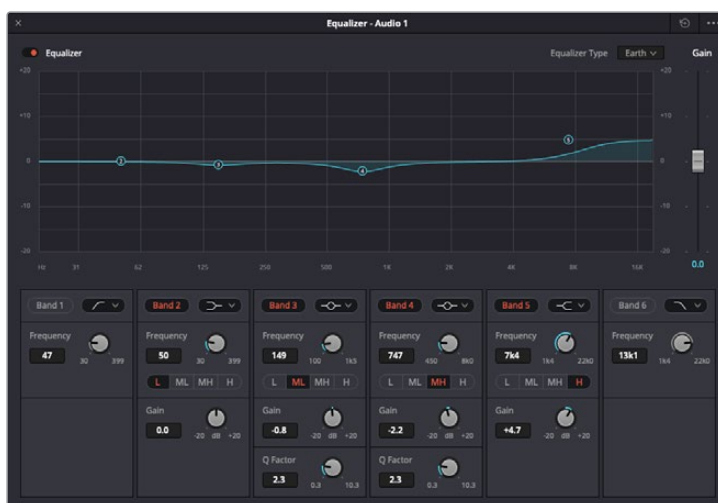 Equalizer - Audio 1
Equalizer
Equalizer Type Earth Gain
+20 +20
+10 +10
0 0
-10 -10
-20 -20
Hz 31 62 125 250 500 1K 2K 4K 8K 16K 0.0
2 3 4 5
Band 1 Band 2 Band 3 Band 4 Band 5 Band 6
Frequency Frequency Frequency Frequency Frequency Frequency
47 30 399 50 30 399 149 100 1k5 747 450 8k0 7k4 1k4 22k0 13k1 1k4 22k0
L ML MH H L ML MH H L ML MH H L ML MH H
Gain Gain Gain Gain
0.0 -20 dB +20 -0.8 -20 dB +20 -2.2 -20 dB +20 +4.7 -20 dB +20
Q Factor Q Factor
2.3 0.3 10.3 2.3 0.3 10.3